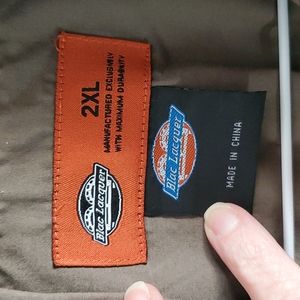 2XL
MANUFACTURED EXCLUSIVELY
WITH MAXIMUM DURABILITY
Blac Lacquer
Blac Lacquer
MADE IN CHINA